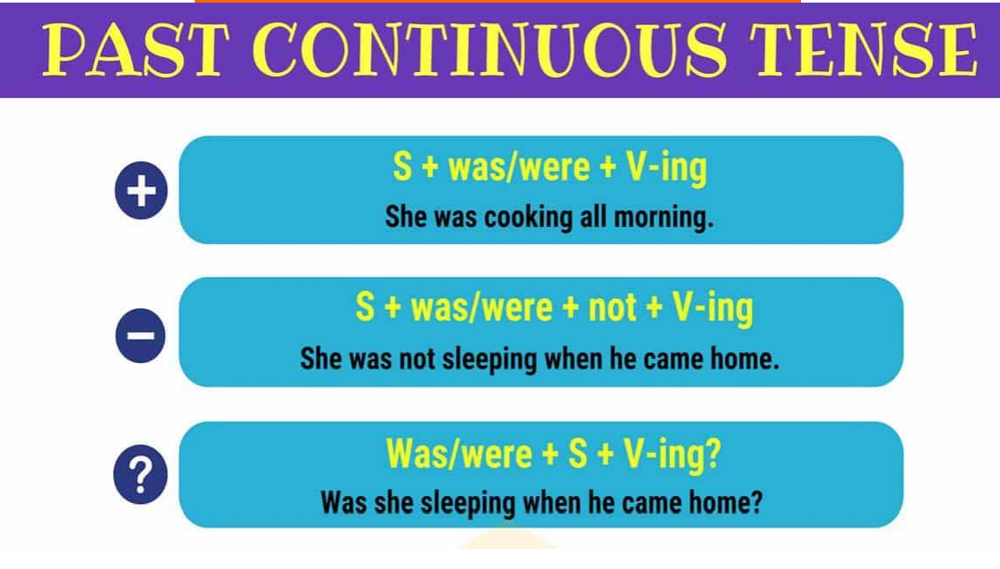 PAST CONTINUOUS TENSE
+
S + was/were + V-ing
She was cooking all morning.
−
S + was/were + not + V-ing
She was not sleeping when he came home.
?
Was/were + S + V-ing?
Was she sleeping when he came home?